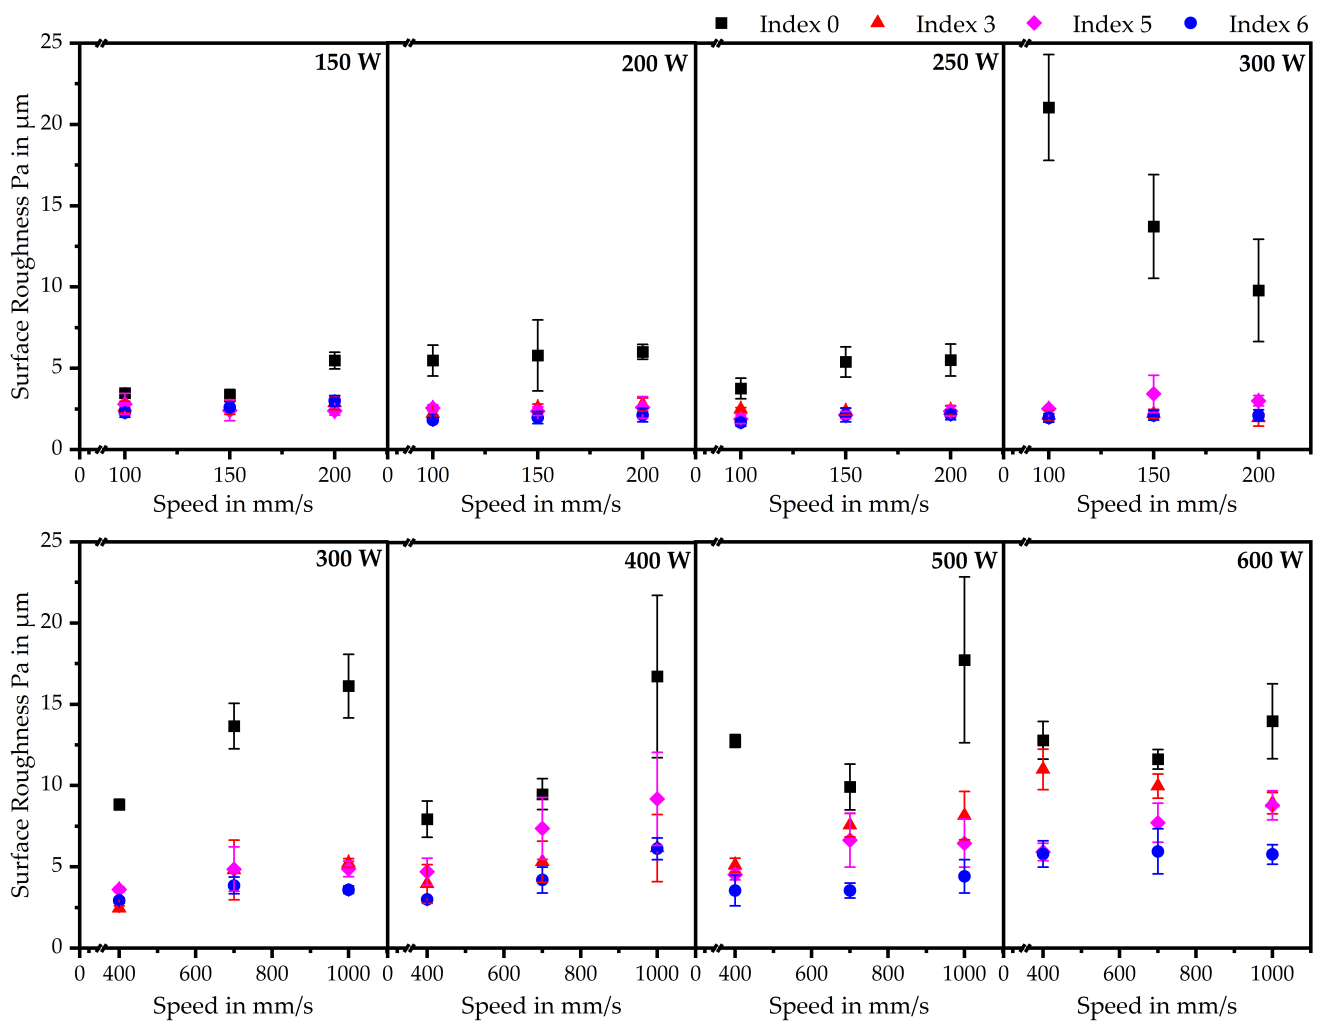 Index 0 Index 3 Index 5 Index 6
Surface Roughness Pa in µm
25
20
15
10
5
0
150 W 200 W 250 W 300 W
0 100 150 200 0 100 150 200 0 100 150 200 0 100 150 200
Speed in mm/s Speed in mm/s Speed in mm/s Speed in mm/s
Surface Roughness Pa in µm
25
20
15
10
5
0
300 W 400 W 500 W 600 W
0 400 600 800 1000 0 400 600 800 1000 0 400 600 800 1000 0 400 600 800 1000
Speed in mm/s Speed in mm/s Speed in mm/s Speed in mm/s